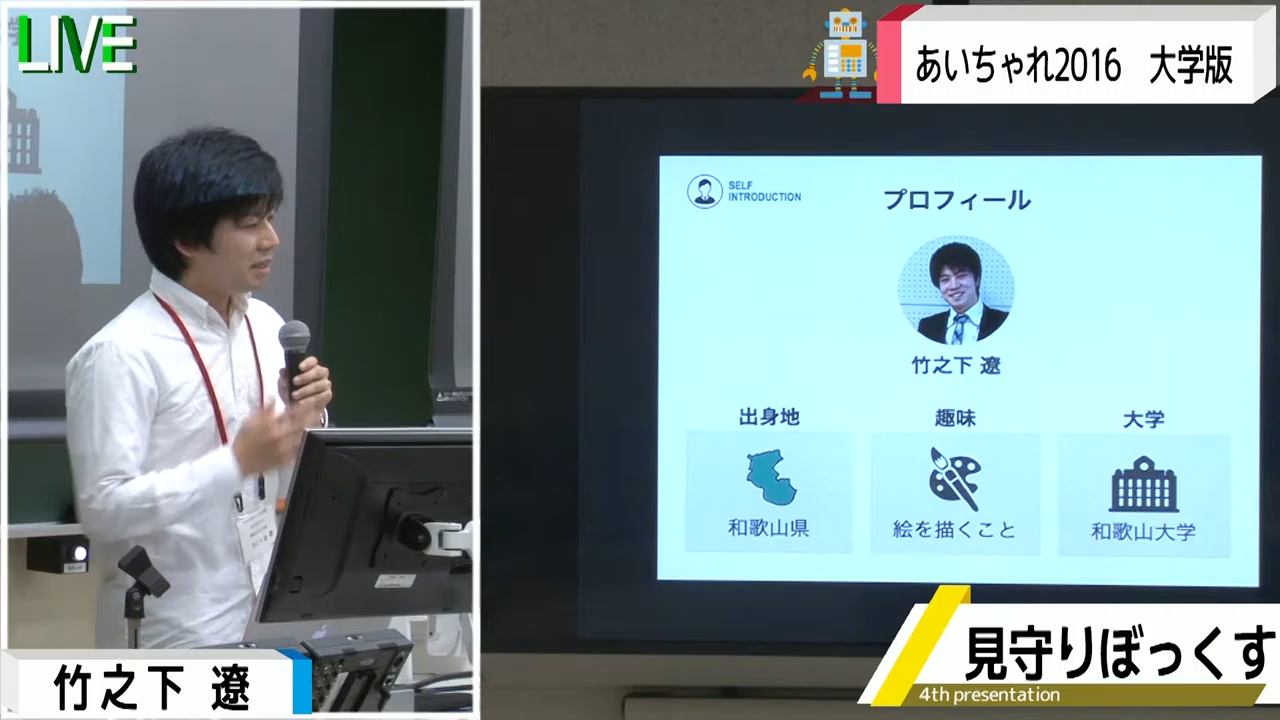 LIVE
あいちゃれ2016 大学版
SELF
INTRODUCTION
プロフィール
竹之下 遼
出身地
趣味
大学
和歌山県
絵を描くこと
和歌山大学
見守りぼっくす
4th presentation
竹之下 遼